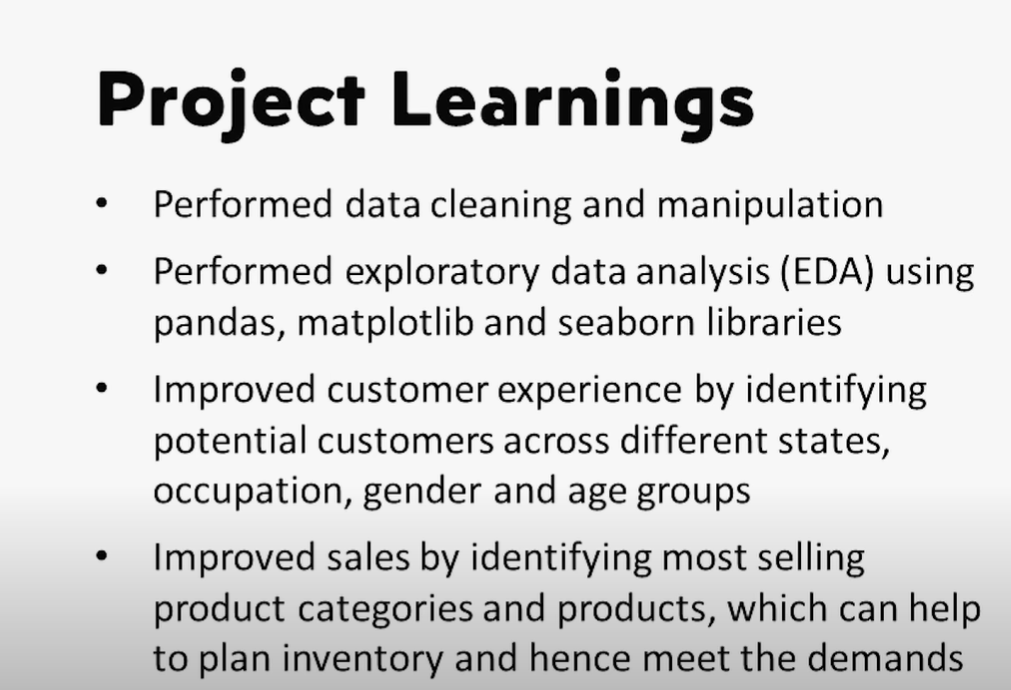 Project Learnings
• Performed data cleaning and manipulation
• Performed exploratory data analysis (EDA) using
pandas, matplotlib and seaborn libraries
• Improved customer experience by identifying
potential customers across different states,
occupation, gender and age groups
• Improved sales by identifying most selling
product categories and products, which can help
to plan inventory and hence meet the demands